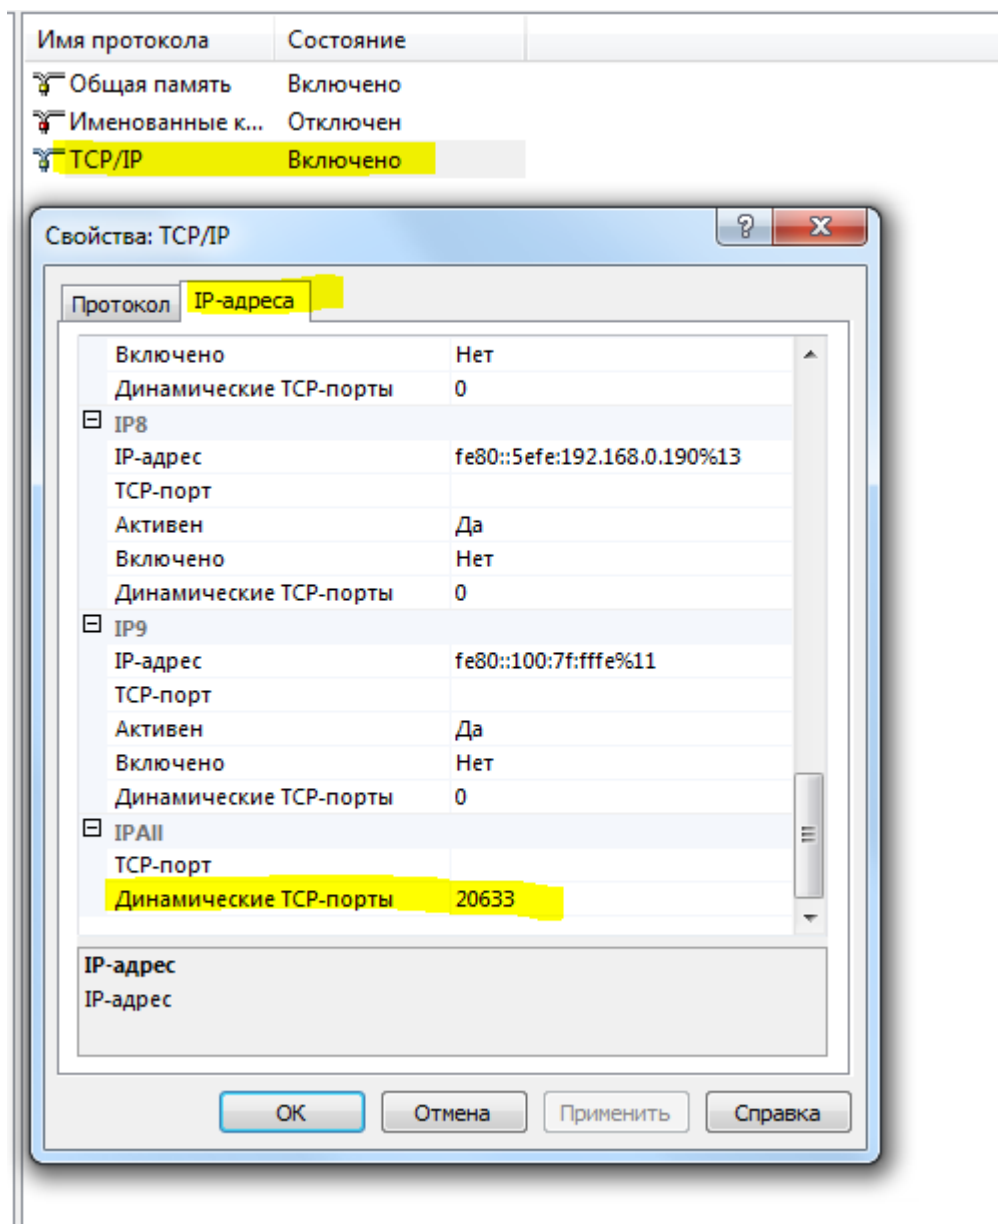 Имя протокола Состояние
Общая память Включено
Именованные к... Отключен
TCP/IP Включено
Свойства: TCP/IP
Протокол IP-адреса
Включено Нет
Динамические TCP-порты 0
IP8
IP-адрес fe80::5efe:192.168.0.190%13
TCP-порт
Активен Да
Включено Нет
Динамические TCP-порты 0
IP9
IP-адрес fe80::100:7f:fffe%11
TCP-порт
Активен Да
Включено Нет
Динамические TCP-порты 0
IPAll
TCP-порт
Динамические TCP-порты 20633
IP-адрес
IP-адрес
ОК Отмена Применить Справка